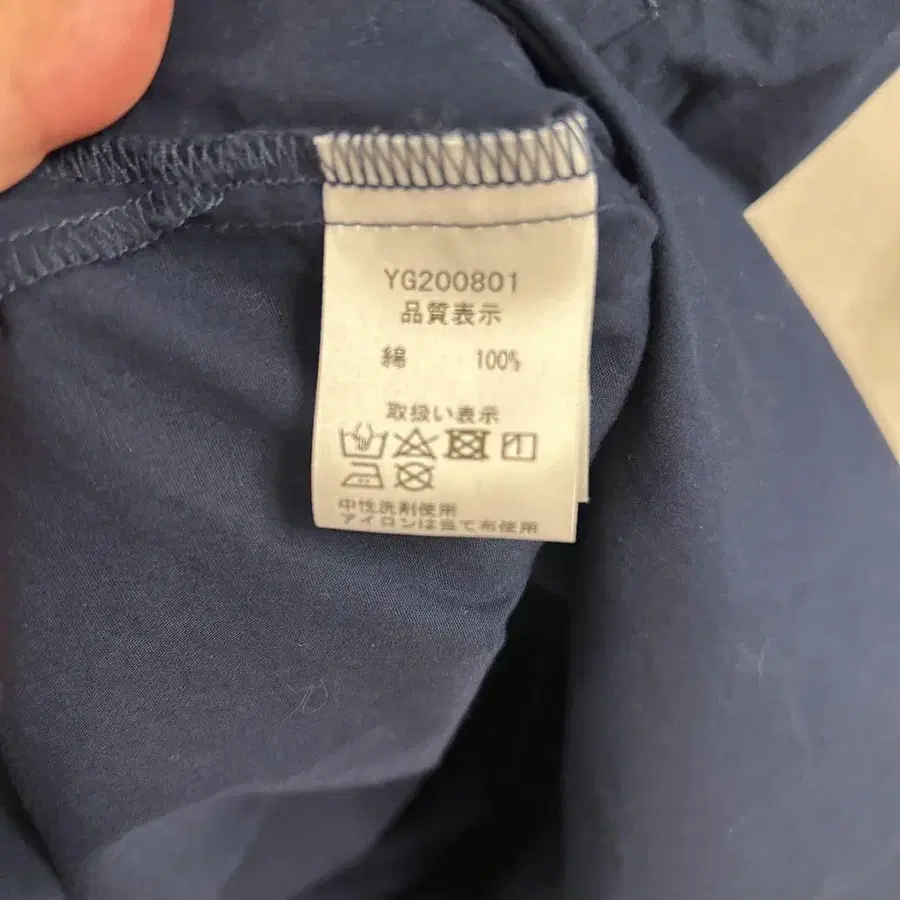 YG200801
品質表示
綿 100%
取扱い表示
中性洗剤使用
アイロンは当て布使用